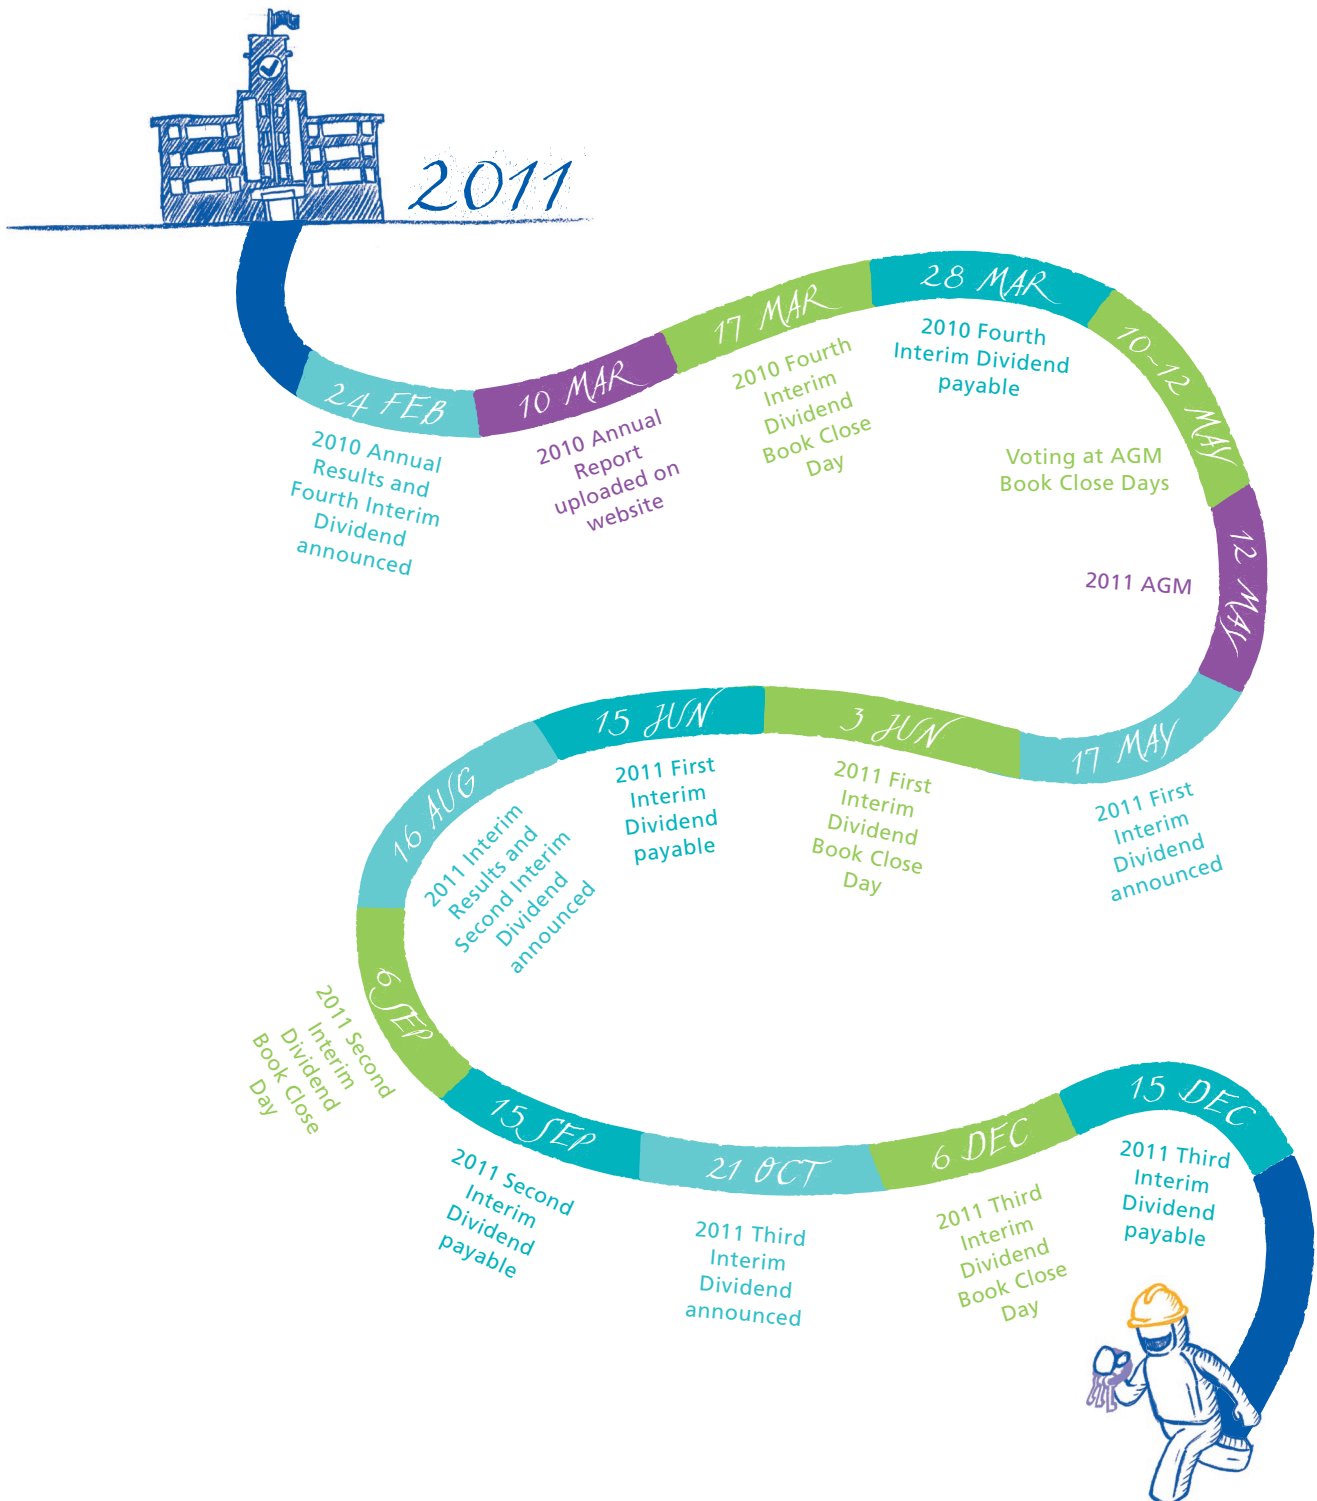 2011
24 FEB
2010 Annual
Results and
Fourth Interim
Dividend
announced
10 MAR
2010 Annual
Report
uploaded on
website
17 MAR
2010 Fourth
Interim
Dividend
Book Close
Day
28 MAR
2010 Fourth
Interim Dividend
payable
10~12 MAY
Voting at AGM
Book Close Days
12 MAY
2011 AGM
17 MAY
2011 First
Interim
Dividend
announced
3 JUN
2011 First
Interim
Dividend
Book Close
Day
15 JUN
2011 First
Interim
Dividend
payable
16 AUG
2011 Interim
Results and
Second Interim
Dividend
announced
6 SEP
2011 Second
Interim
Dividend
Book Close
Day
15 SEP
2011 Second
Interim
Dividend
payable
21 OCT
2011 Third
Interim
Dividend
announced
6 DEC
2011 Third
Interim
Dividend
Book Close
Day
15 DEC
2011 Third
Interim
Dividend
payable